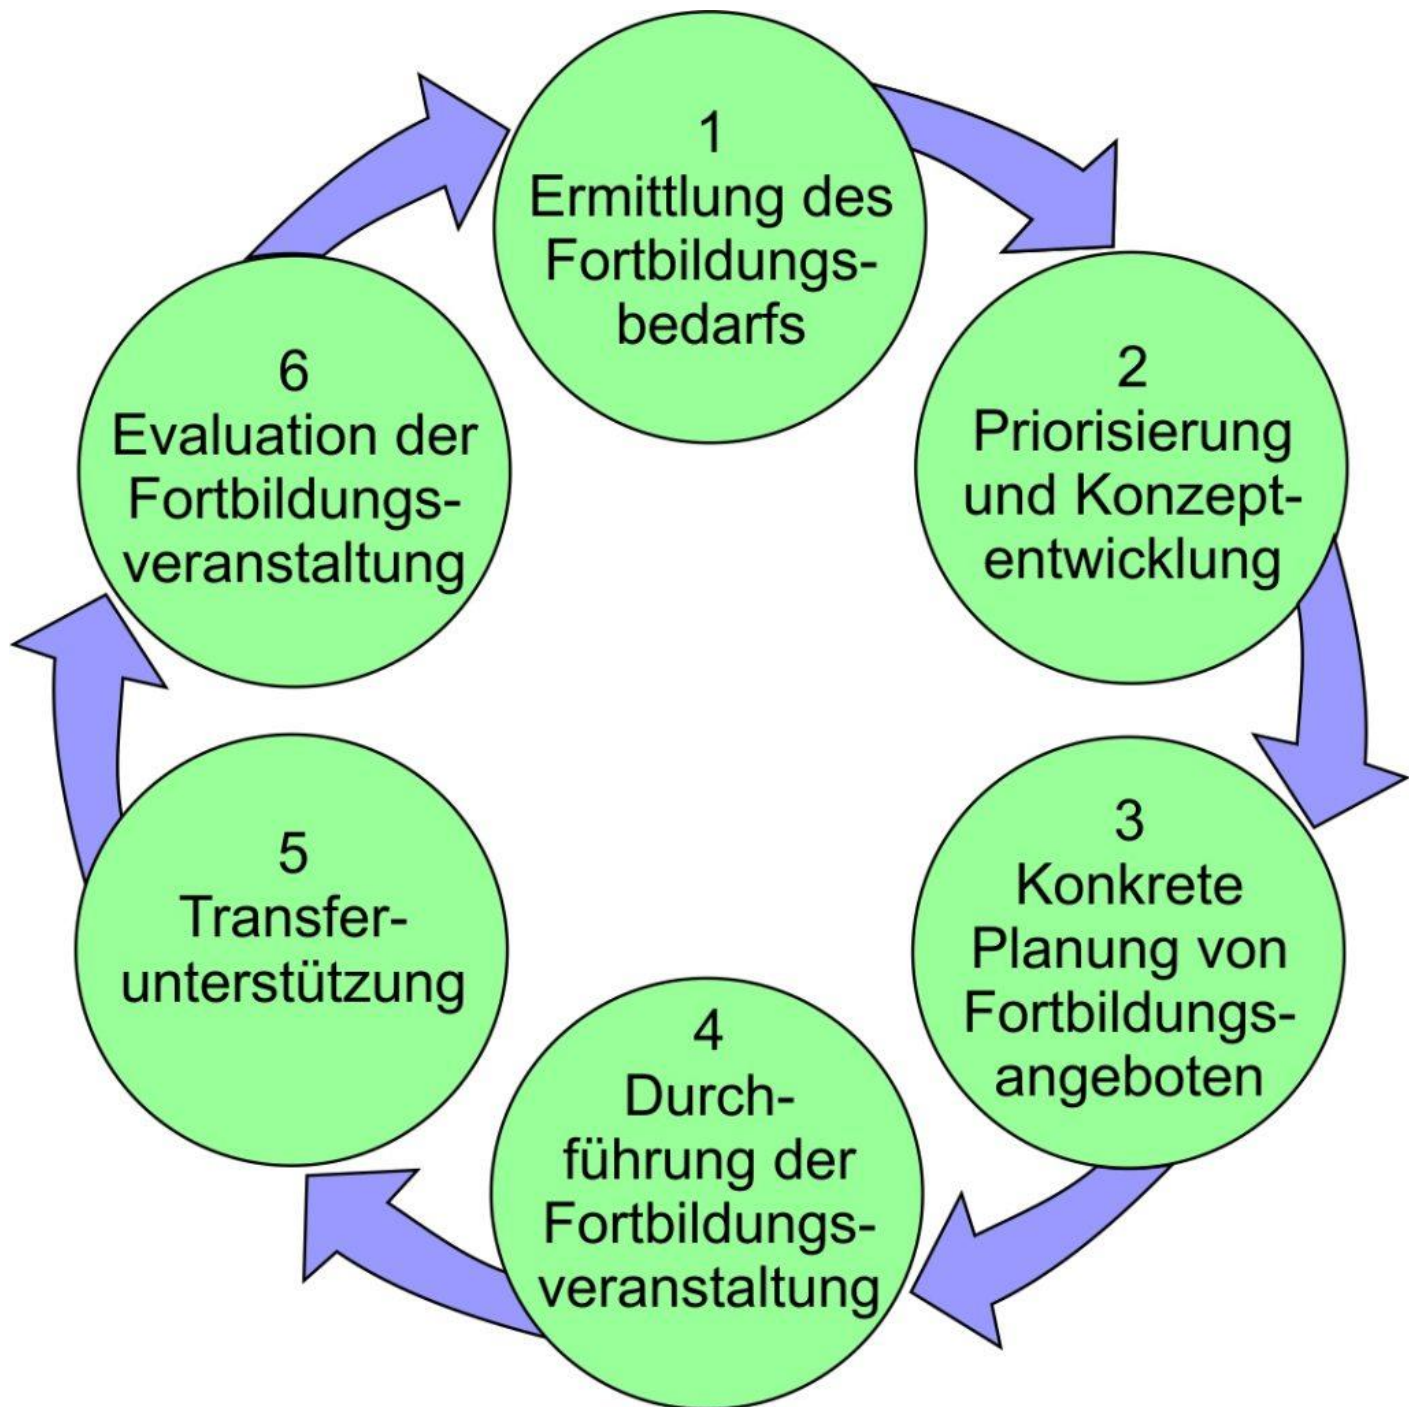 1
Ermittlung des
Fortbildungs-
bedarfs
2
Priorisierung
und Konzept-
entwicklung
3
Konkrete
Planung von
Fortbildungs-
angeboten
4
Durch-
führung der
Fortbildungs-
veranstaltung
5
Transfer-
unterstützung
6
Evaluation der
Fortbildungs-
veranstaltung